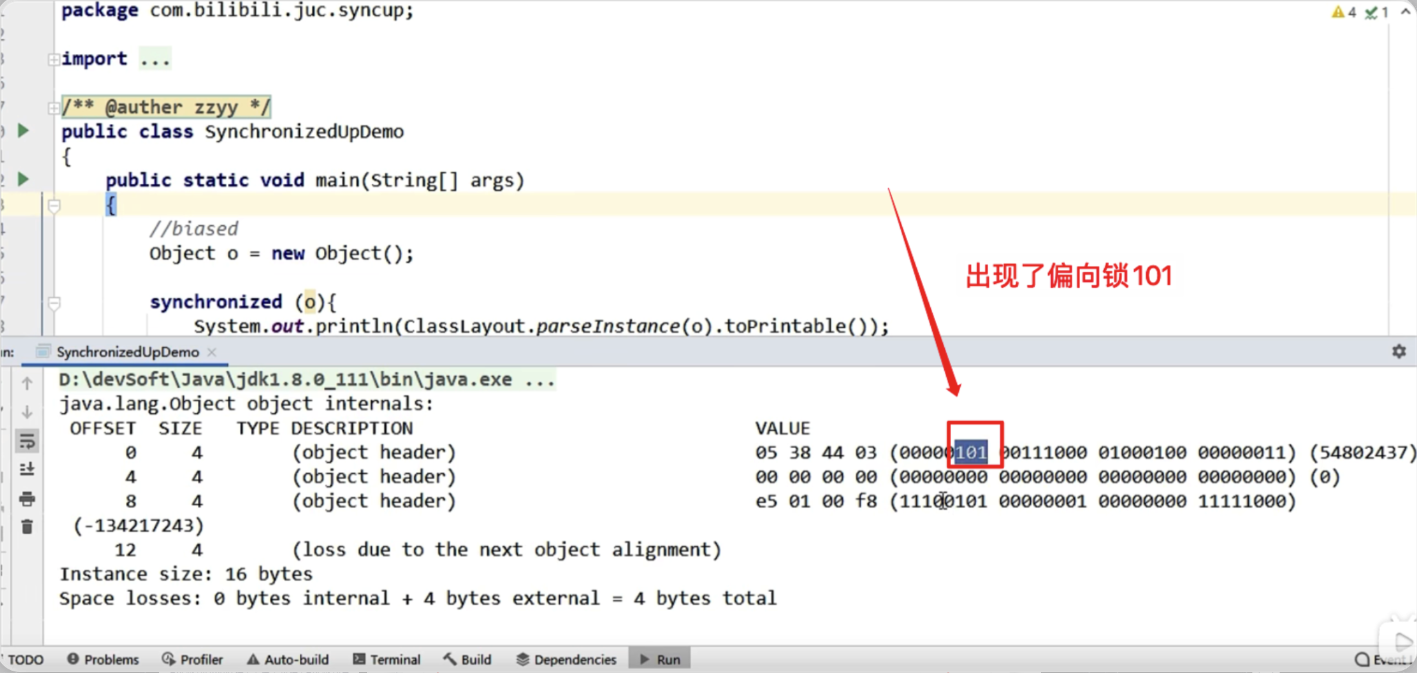 package com.bilibili.juc.syncup;
4 1
import ...
/** @auther zzyy */
public class SynchronizedUpDemo
{
public static void main(String[] args)
{
//biased
Object o = new Object();
出现了偏向锁101
synchronized (o){
System.out.println(ClassLayout.parseInstance(o).toPrintable());
SynchronizedUpDemo ×
D:\devSoft\Java\jdk1.8.0_111\bin\java.exe ...
java.lang.Object object internals:
OFFSET SIZE TYPE DESCRIPTION VALUE
0 4 (object header) 05 38 44 03 (00000101 00111000 01000100 00000011) (54802437)
4 4 (object header) 00 00 00 00 (00000000 00000000 00000000 00000000) (0)
8 4 (object header) e5 01 00 f8 (11100101 00000001 00000000 11111000)
(-134217243)
12 4 (loss due to the next object alignment)
Instance size: 16 bytes
Space losses: 0 bytes internal + 4 bytes external = 4 bytes total
TODO Problems Profiler Auto-build Terminal Build Dependencies Run